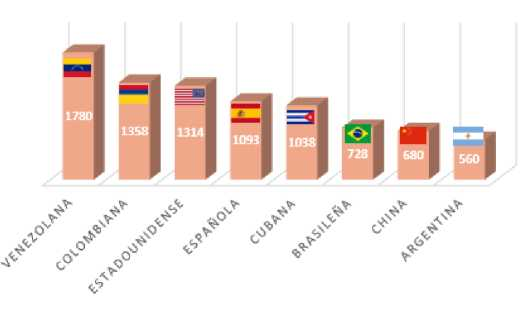 1780
1358
1314
1093
1038
728
680
560
VENEZOLANA
COLOMBIANA
ESTADOUNIDENSE
ESPAÑOLA
CUBANA
BRASILEÑA
CHINA
ARGENTINA